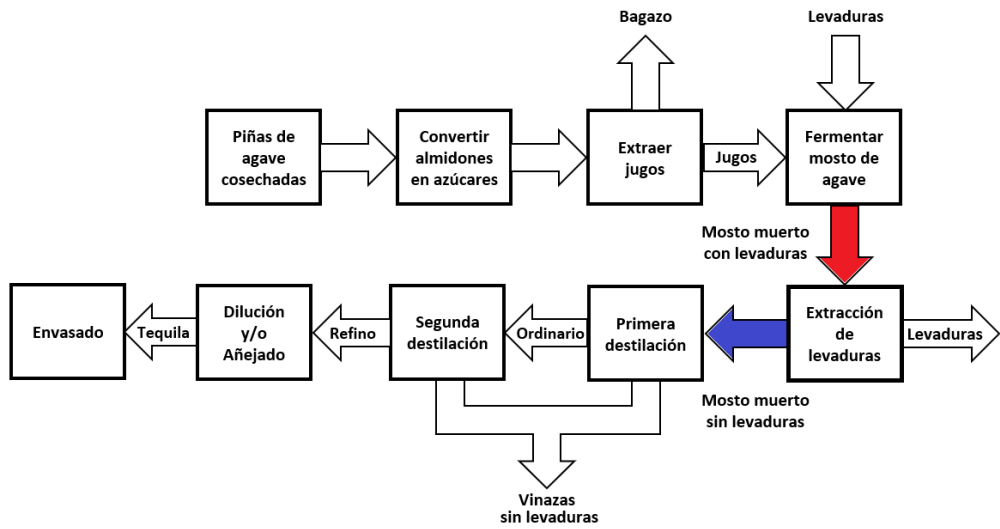 Bagazo
Levaduras
Piñas de
agave
cosechadas
Convertir
almidones
en azúcares
Extraer
jugos
Jugos
Fermentar
mosto de
agave
Mosto muerto
con levaduras
Envasado
Tequila
Dilución
y/o
Añejado
Refino
Segunda
destilación
Ordinario
Primera
destilación
Extracción
de
levaduras
Levaduras
Mosto muerto
sin levaduras
Vinazas
sin levaduras